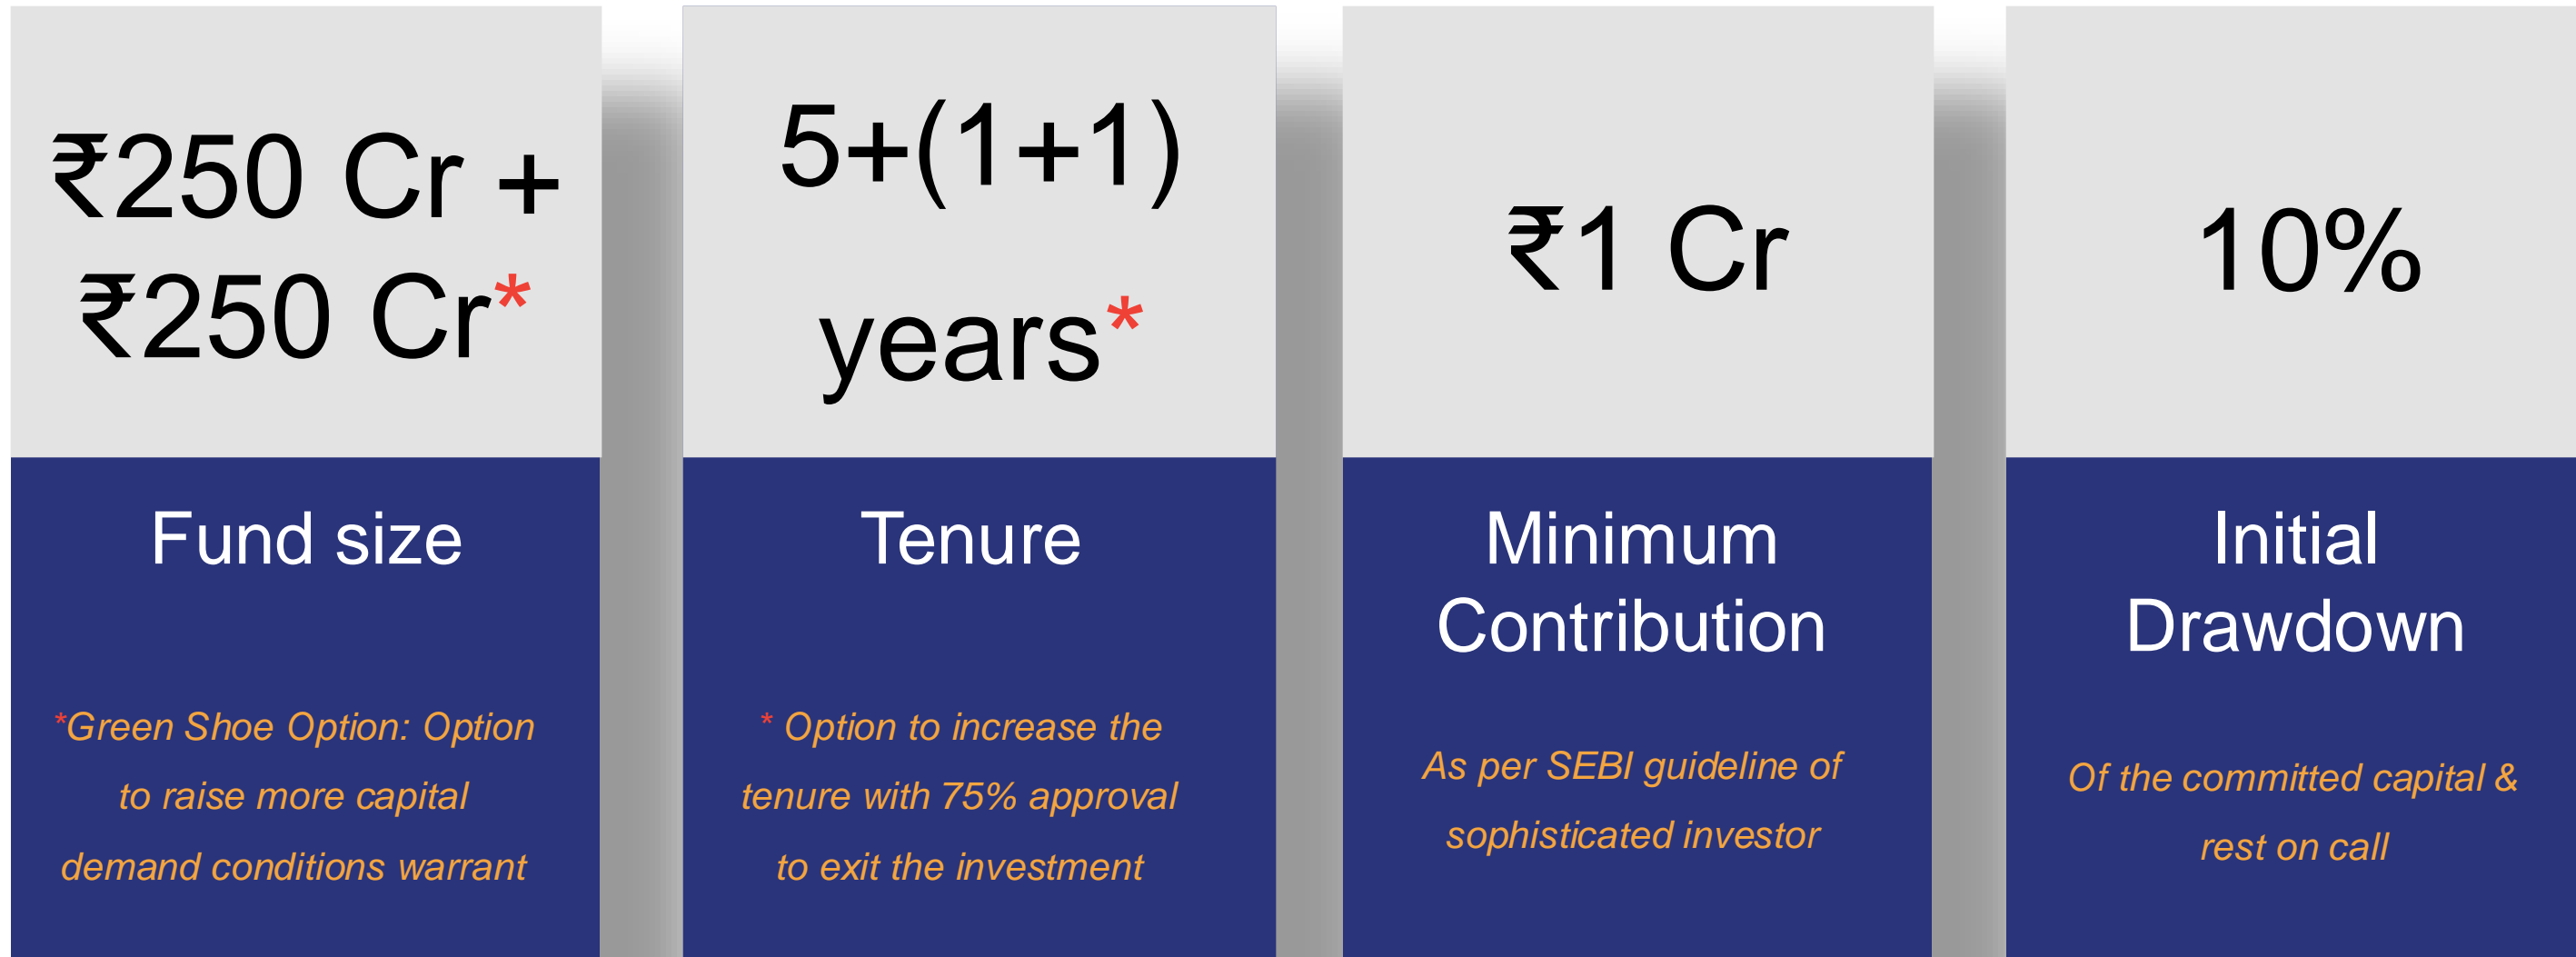 ₹250 Cr +
₹250 Cr*
Fund size
*Green Shoe Option: Option
to raise more capital
demand conditions warrant
5+(1+1)
years*
Tenure
* Option to increase the
tenure with 75% approval
to exit the investment
₹1 Cr
Minimum
Contribution
As per SEBI guideline of
sophisticated investor
10%
Initial
Drawdown
Of the committed capital &
rest on call